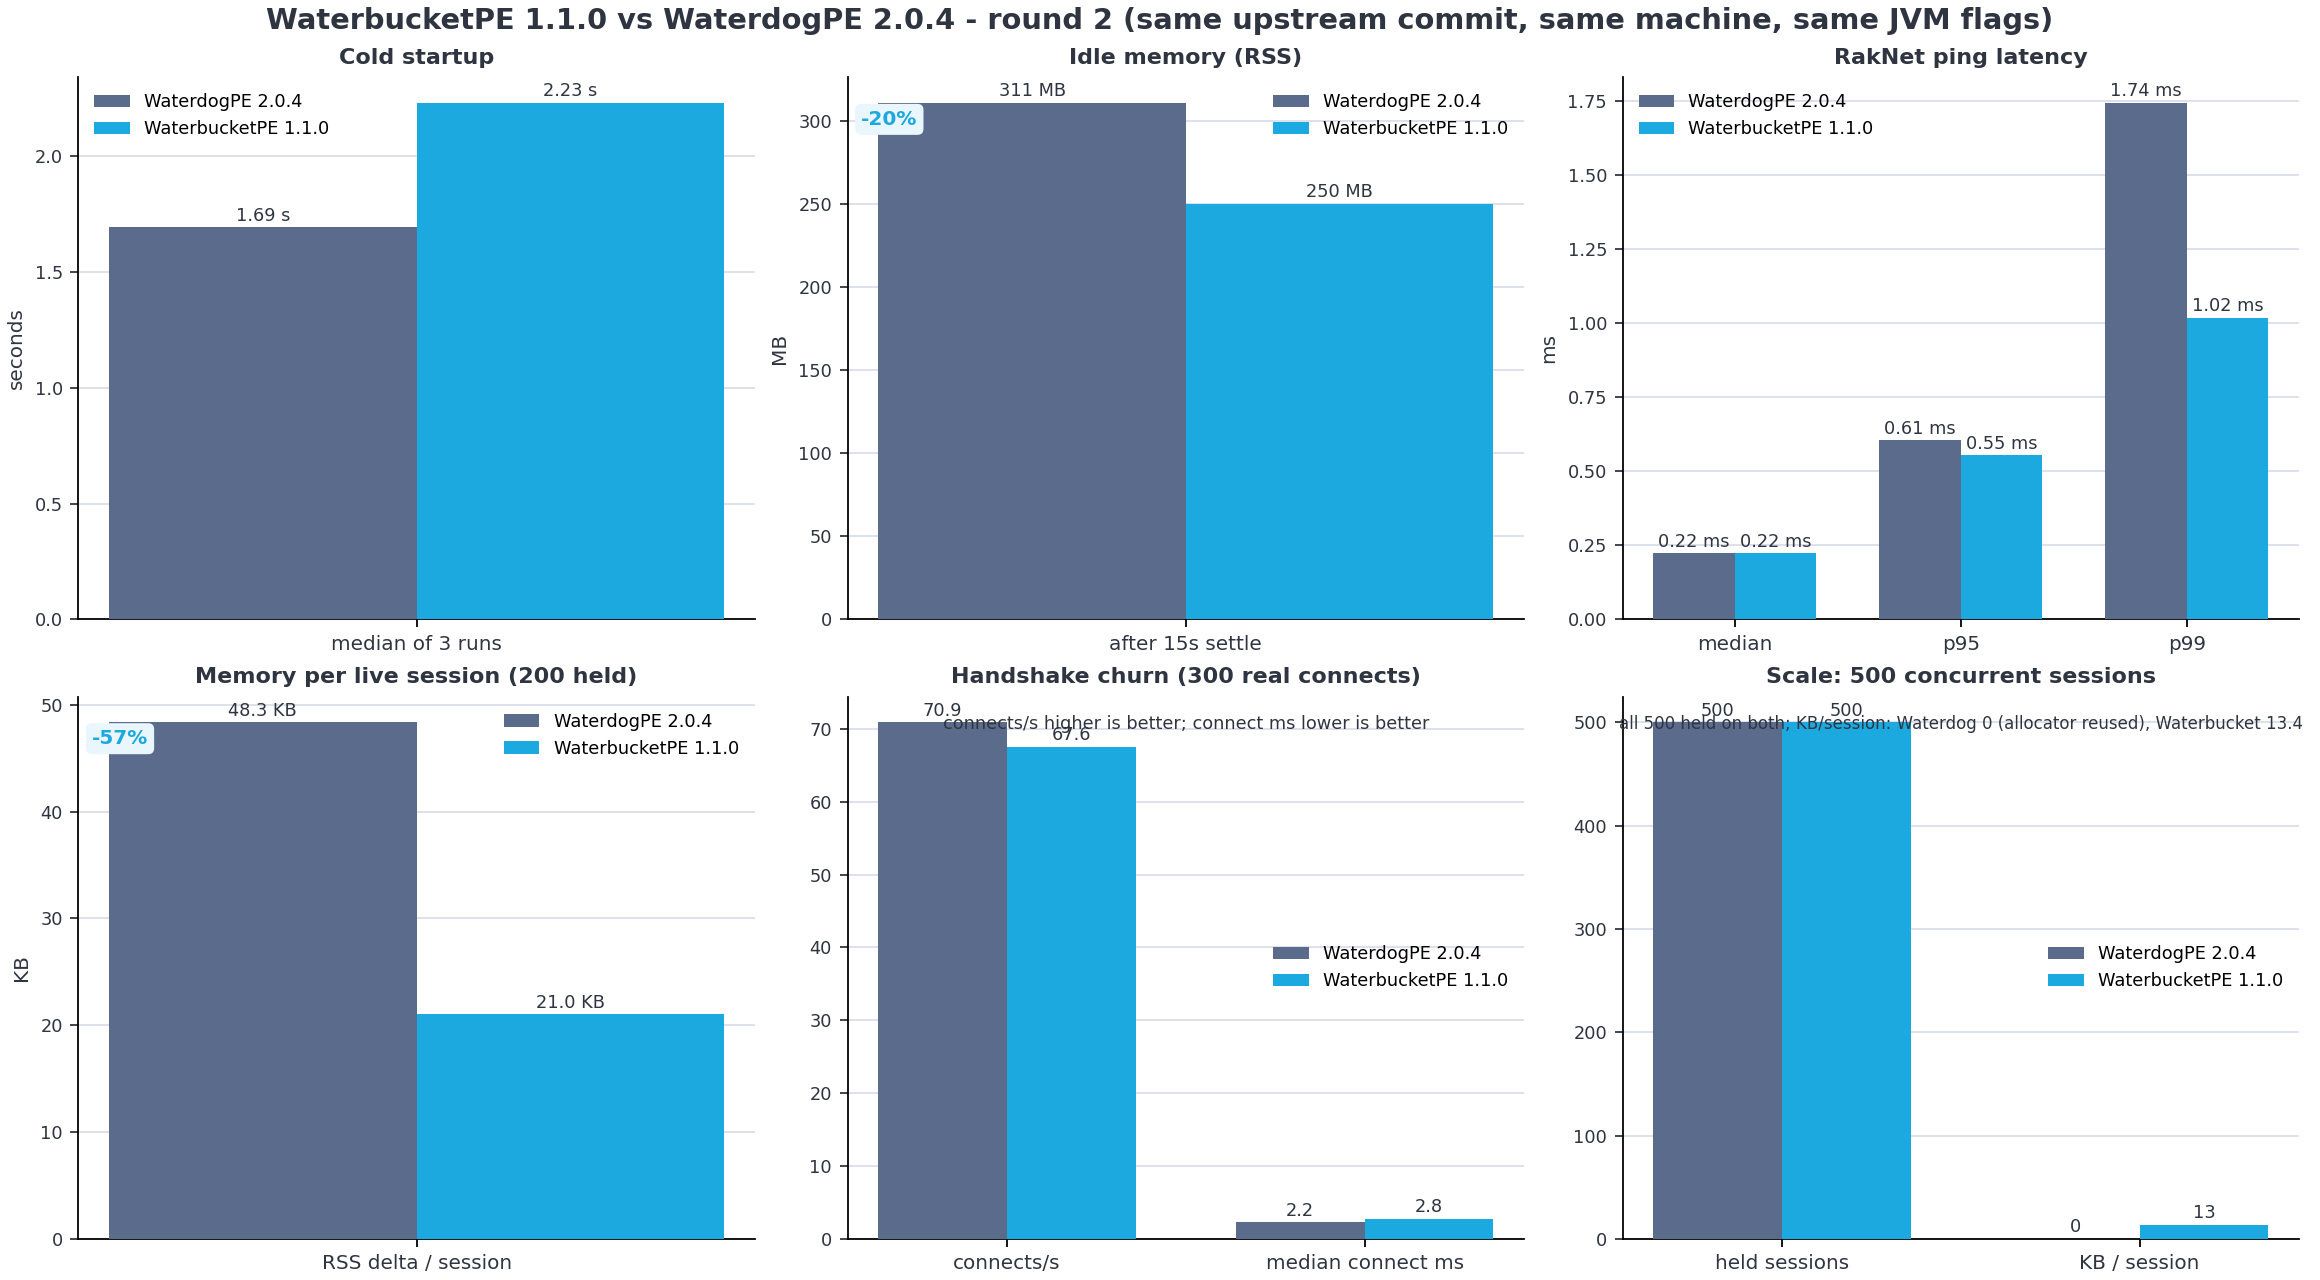 WaterbucketPE 1.1.0 vs WaterdogPE 2.0.4 - round 2 (same upstream commit, same machine, same JVM flags)
Cold startup
WaterdogPE 2.0.4
WaterbucketPE 1.1.0
1.69 s
2.23 s
seconds
2.0
1.5
1.0
0.5
0.0
median of 3 runs
Idle memory (RSS)
311 MB
-20%
WaterdogPE 2.0.4
WaterbucketPE 1.1.0
250 MB
MB
300
250
200
150
100
50
0
after 15s settle
RakNet ping latency
WaterdogPE 2.0.4
WaterbucketPE 1.1.0
1.74 ms
1.02 ms
0.61 ms
0.55 ms
0.22 ms
0.22 ms
ms
1.75
1.50
1.25
1.00
0.75
0.50
0.25
0.00
median
p95
p99
Memory per live session (200 held)
48.3 KB
-57%
WaterdogPE 2.0.4
WaterbucketPE 1.1.0
21.0 KB
KB
50
40
30
20
10
0
RSS delta / session
Handshake churn (300 real connects)
70.9
connects/s higher is better; connect ms lower is better
67.6
WaterdogPE 2.0.4
WaterbucketPE 1.1.0
2.2
2.8
70
60
50
40
30
20
10
0
connects/s
median connect ms
Scale: 500 concurrent sessions
500
500
all 500 held on both; KB/session: Waterdog 0 (allocator reused), Waterbucket 13.4
WaterdogPE 2.0.4
WaterbucketPE 1.1.0
0
13
500
400
300
200
100
0
held sessions
KB / session